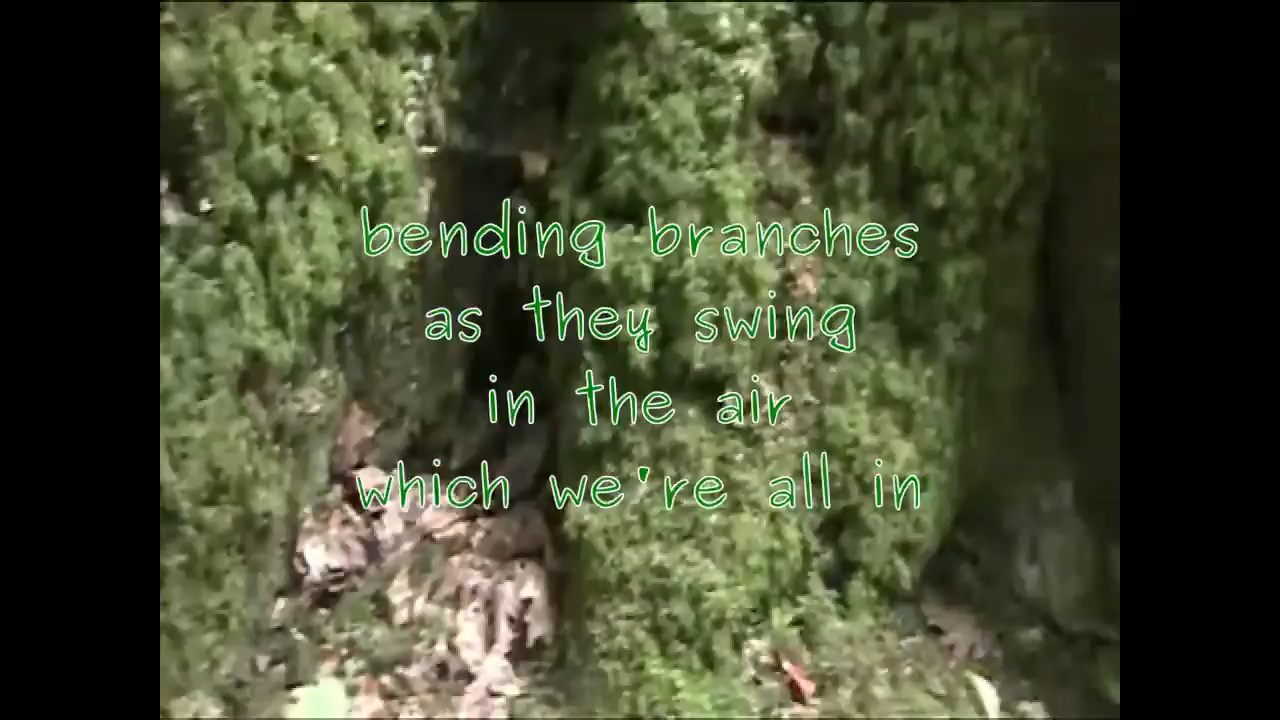 bending branches
as they swing
in the air
which we're all in